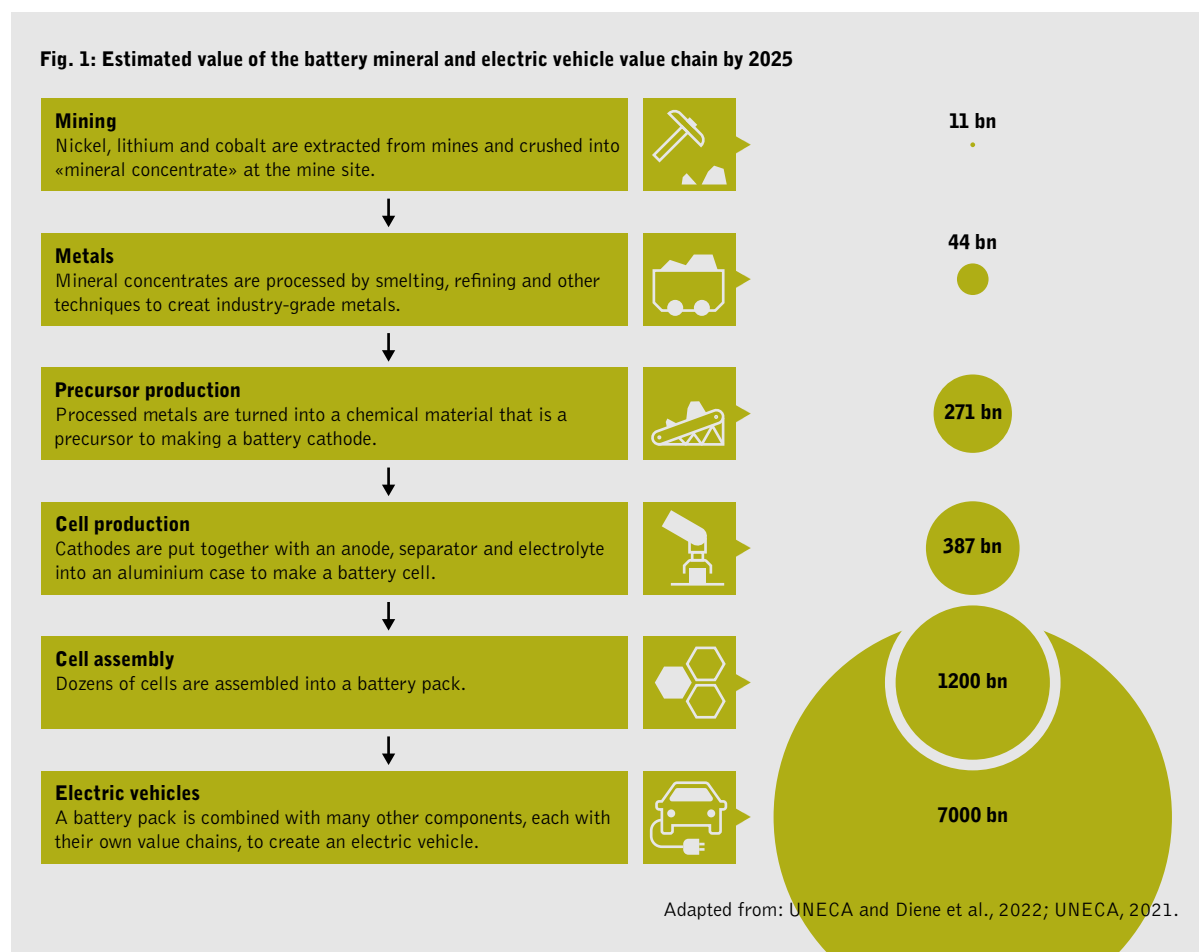 Fig. 1: Estimated value of the battery mineral and electric vehicle value chain by 2025
Mining
Nickel, lithium and cobalt are extracted from mines and crushed into
«mineral concentrate» at the mine site.
11 bn
Metals
Mineral concentrates are processed by smelting, refining and other
techniques to creat industry-grade metals.
44 bn
Precursor production
Processed metals are turned into a chemical material that is a
precursor to making a battery cathode.
271 bn
Cell production
Cathodes are put together with an anode, separator and electrolyte
into an aluminium case to make a battery cell.
387 bn
Cell assembly
Dozens of cells are assembled into a battery pack.
1200 bn
Electric vehicles
A battery pack is combined with many other components, each with
their own value chains, to create an electric vehicle.
7000 bn
Adapted from: UNECA and Diene et al., 2022; UNECA, 2021.